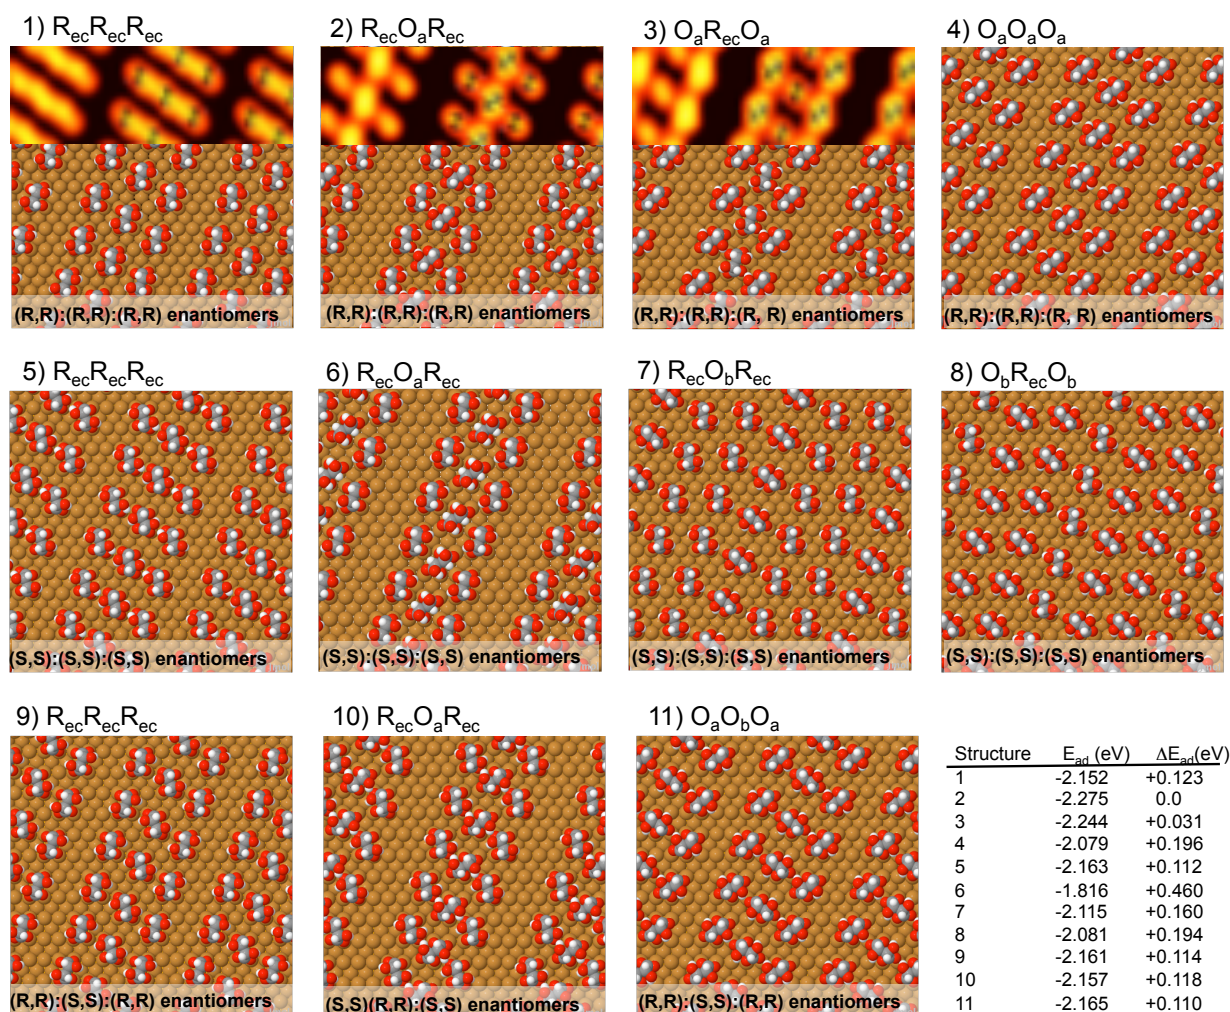 1) RecRecRec
2) RecOaRec
3) OaRecOa
4) OaOaOa
(R,R):(R,R):(R,R) enantiomers
(R,R):(R,R):(R,R) enantiomers
(R,R):(R,R):(R, R) enantiomers
(R,R):(R,R):(R, R) enantiomers
5) RecRecRec
6) RecOaRec
7) RecObRec
8) ObRecOb
(S,S):(S,S):(S,S) enantiomers
(S,S):(S,S):(S,S) enantiomers
(S,S):(S,S):(S,S) enantiomers
(S,S):(S,S):(S,S) enantiomers
9) RecRecRec
10) RecOaRec
11) OaObOa
(R,R):(S,S):(R,R) enantiomers
(S,S)(R,R):(S,S) enantiomers
(R,R):(S,S):(R,R) enantiomers
Structure Ead (eV) ΔEad(eV)
1 -2.152 +0.123
2 -2.275 0.0
3 -2.244 +0.031
4 -2.079 +0.196
5 -2.163 +0.112
6 -1.816 +0.460
7 -2.115 +0.160
8 -2.081 +0.194
9 -2.161 +0.114
10 -2.157 +0.118
11 -2.165 +0.110